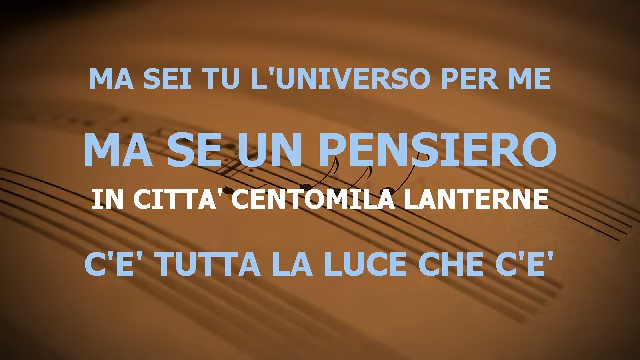 MA SEI TU L'UNIVERSO PER ME
MA SE UN PENSIERO
IN CITTA' CENTOMILA LANTERNE
C'E' TUTTA LA LUCE CHE C'E'